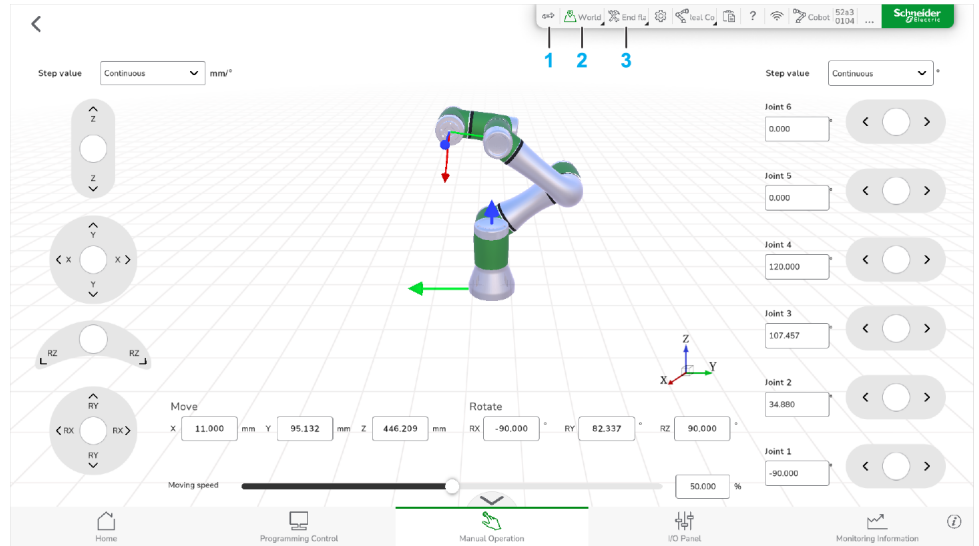 World End fla leal Co ? Cobot 52a3 0104 ... Schneider Electric
1 2 3
Step value Continuous mm/°
Step value Continuous °
Z
Z
Y
X X
Y
RZ RZ
RY
RX RX
RY
Joint 6
0.000 °
Joint 5
0.000 °
Joint 4
120.000 °
Joint 3
107.457 °
Joint 2
34.880 °
Joint 1
-90.000 °
Z
Y
X
Move
X 11.000 mm Y 95.132 mm Z 446.209 mm
Rotate
RX -90.000 ° RY 82.337 ° RZ 90.000 °
Moving speed 50.000 %
Home Programming Control Manual Operation I/O Panel Monitoring Information i